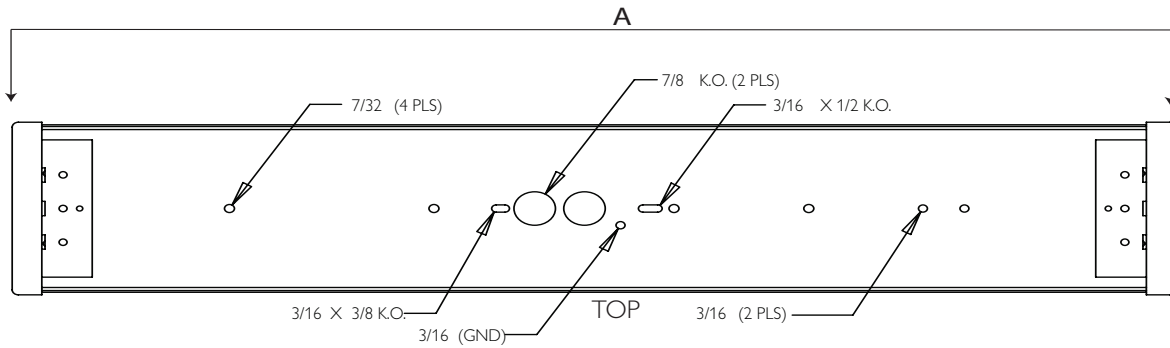 A
7/8 K.O. (2 PLS)
7/32 (4 PLS)
3/16 X 1/2 K.O.
3/16 X 3/8 K.O.
TOP
3/16 (2 PLS)
3/16 (GND)